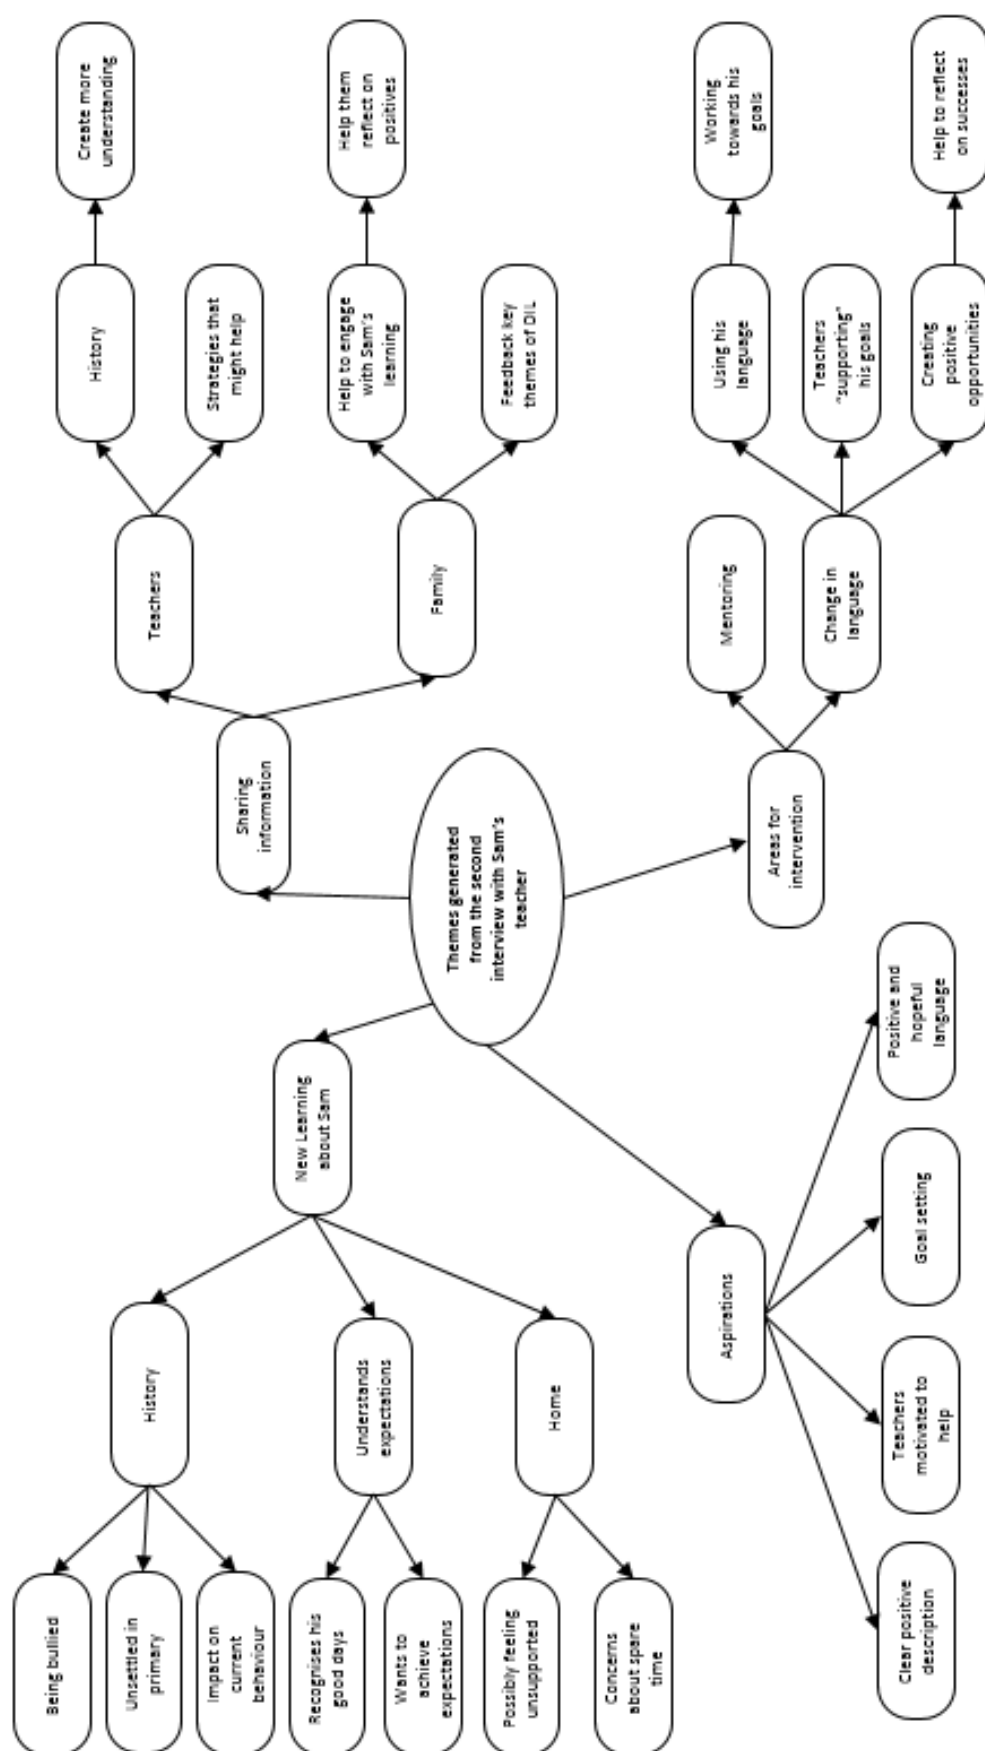 Being bullied
Unsettled in
primary
Impact on
current
behaviour
Recognises his
good days
Wants to
achieve
expectations
Possibly feeling
unsupported
Concerns
about spare
time
History
Understands
expectations
Home
New Learning
about Sam
Themes generated
from the second
interview with Sam's
teacher
Sharing
information
Teachers
Family
History
Strategies that
might help
Help to engage
with Sam's
learning
Feedback key
themes of DIL
Create more
understanding
Help them
reflect on
positives
Aspirations
Clear positive
description
Teachers
motivated to
help
Goal setting
Positive and
hopeful
language
Areas for
intervention
Mentoring
Change in
language
Using his
language
Teachers
"supporting"
his goals
Creating
positive
opportunities
Working
towards his
goals
Help to reflect
on successes